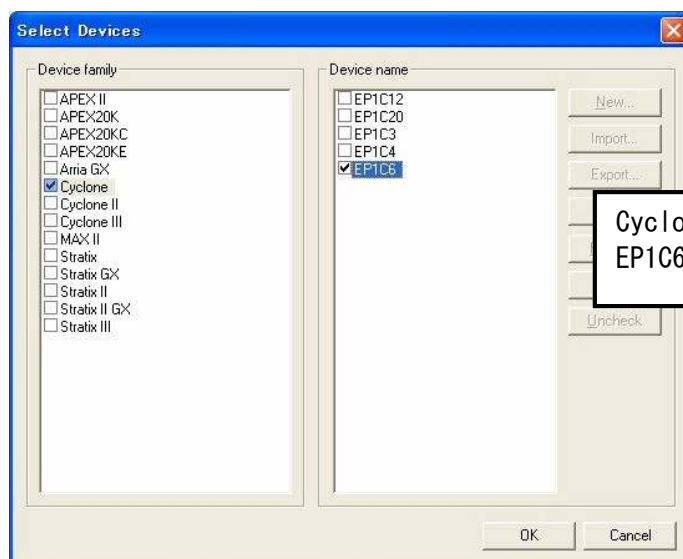 Select Devices
Device family
APEX II
APEX20K
APEX20KC
APEX20KE
Arria GX
Cyclone
Cyclone II
Cyclone III
MAX II
Stratix
Stratix GX
Stratix II
Stratix II GX
Stratix III
Device name
EP1C12
EP1C20
EP1C3
EP1C4
EP1C6
New...
Import...
Export...
Cyclo
EP1C6
Uncheck
OK
Cancel